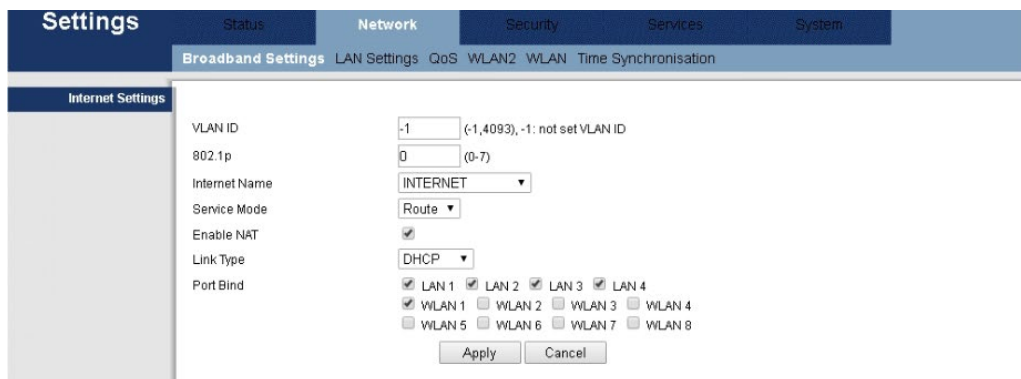 Settings
Status Network Security Services System
Broadband Settings LAN Settings QoS WLAN2 WLAN Time Synchronisation
Internet Settings
VLAN ID -1 (-1,4093), -1: not set VLAN ID
802.1p 0 (0-7)
Internet Name INTERNET
Service Mode Route
Enable NAT
Link Type DHCP
Port Bind LAN 1 LAN 2 LAN 3 LAN 4
WLAN 1 WLAN 2 WLAN 3 WLAN 4
WLAN 5 WLAN 6 WLAN 7 WLAN 8
Apply Cancel